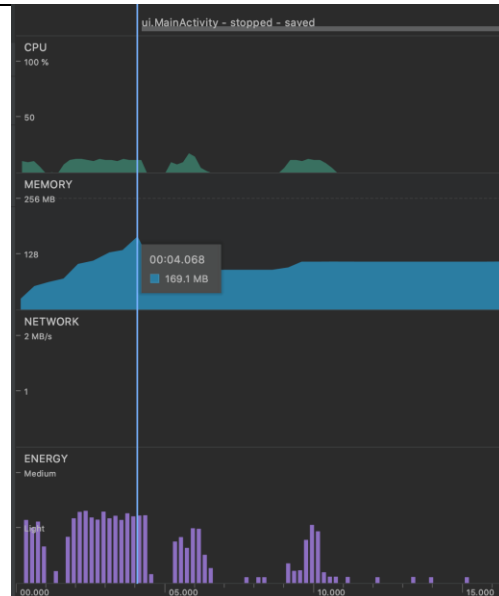 ui.MainActivity - stopped - saved
CPU
100 %
50
MEMORY
256 MB
128
00:04.068
169.1 MB
NETWORK
2 MB/s
1
ENERGY
Medium
Light
00.000 05.000 10.000 15.000